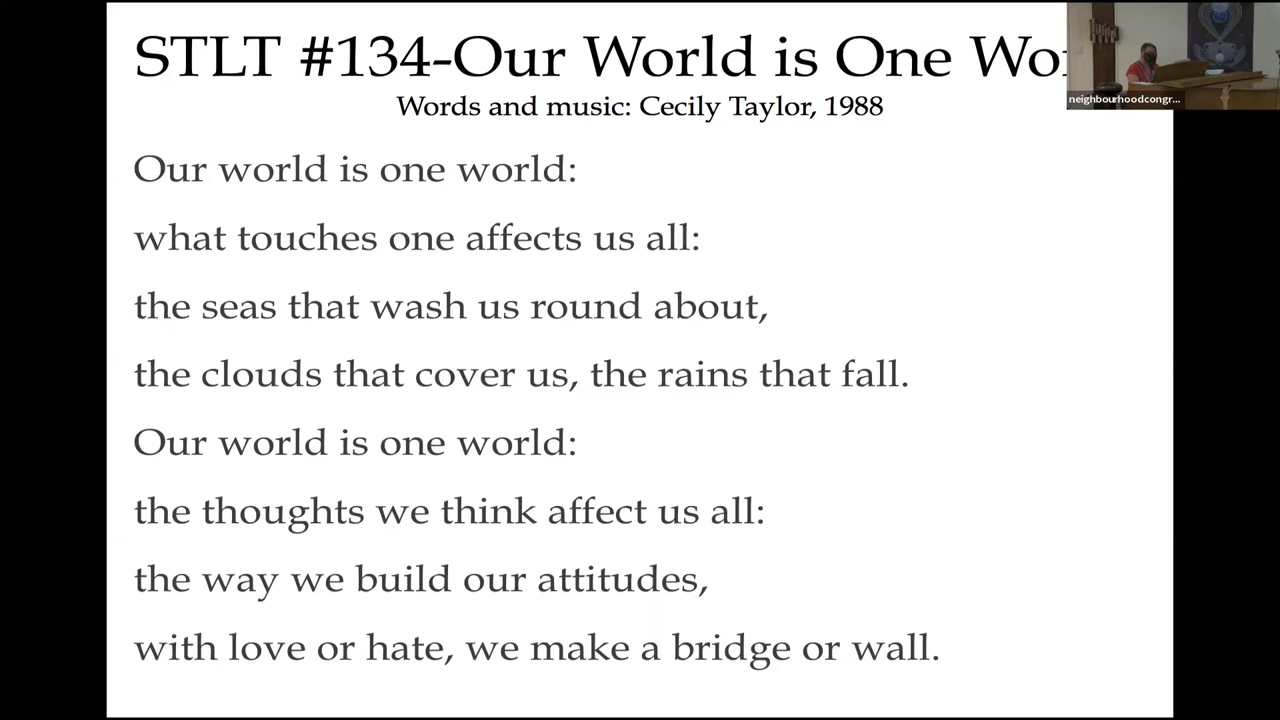 STLT #134-Our World is One Wo
Words and music: Cecily Taylor, 1988
neighbourhoodcongr...
Our world is one world:
what touches one affects us all:
the seas that wash us round about,
the clouds that cover us, the rains that fall.
Our world is one world:
the thoughts we think affect us all:
the way we build our attitudes,
with love or hate, we make a bridge or wall.